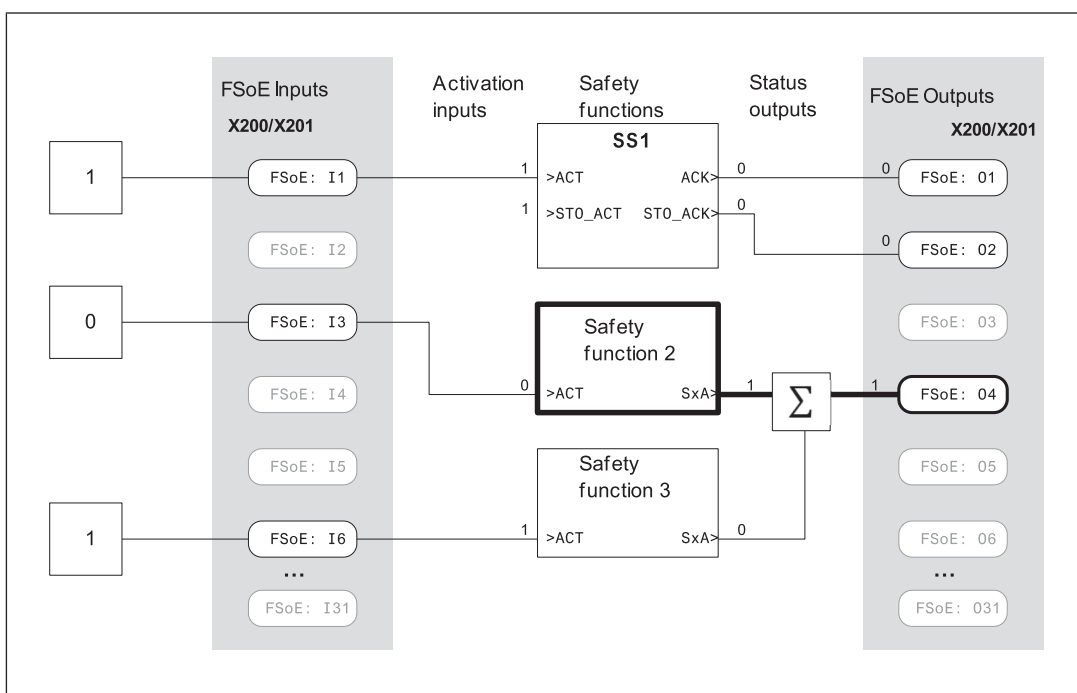 FSoE Inputs
X200/X201
Activation
inputs
Safety
functions
Status
outputs
FSoE Outputs
X200/X201
SS1
1
FSoE: I1
1
>ACT
ACK>
0
0
FSoE: O1
1
>STO_ACT
STO_ACK>
0
FSoE: I2
0
FSoE: O2
0
FSoE: I3
Safety
function 2
FSoE: O3
FSoE: I4
0
>ACT
SxA>
1
Σ
1
FSoE: O4
FSoE: I5
Safety
function 3
FSoE: O5
1
FSoE: I6
1
>ACT
SxA>
0
FSoE: O6
...
...
FSoE: I31
FSoE: O31